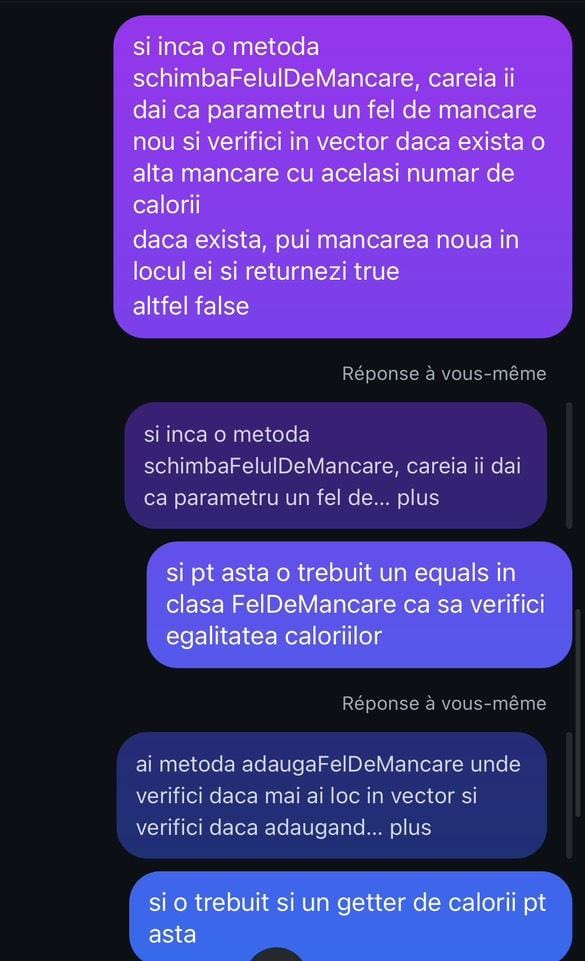 si inca o metoda
schimbaFelulDeMancare, careia ii
dai ca parametru un fel de mancare
nou si verifici in vector daca exista o
alta mancare cu acelasi numar de
calorii
daca exista, pui mancarea noua in
locul ei si returnezi true
altfel false
Réponse à vous-même
si inca o metoda
schimbaFelulDeMancare, careia ii dai
ca parametru un fel de... plus
si pt asta o trebuit un equals in
clasa FelDeMancare ca sa verifici
egalitatea caloriilor
Réponse à vous-même
ai metoda adaugaFelDeMancare unde
verifici daca mai ai loc in vector si
verifici daca adaugand... plus
si o trebuit si un getter de calorii pt
asta